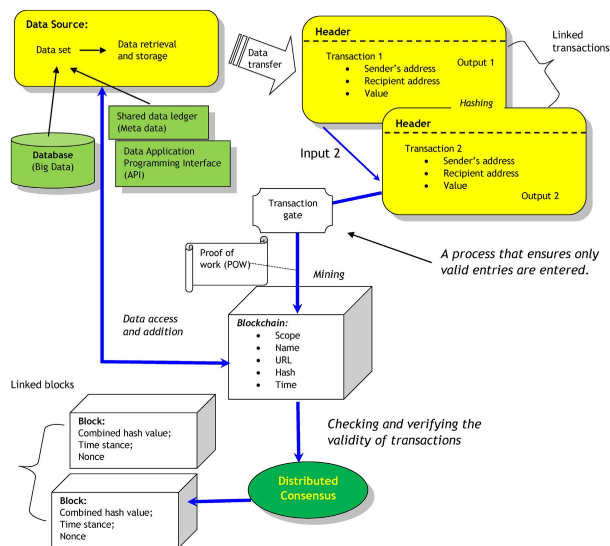 Data Source:
Data set
Data retrieval
and storage
Data
transfer
Header
Transaction 1
• Sender's address
• Recipient address
• Value
Output 1
Hashing
Linked
transactions
Header
Transaction 2
• Sender's address
• Recipient address
• Value
Output 2
Input 2
Shared data ledger
(Meta data)
Data Application
Programming Interface
(API)
Database
(Big Data)
Transaction
gate
Proof of
work (POW)
Mining
A process that ensures only
valid entries are entered.
Data access
and addition
Blockchain:
• Scope
• Name
• URL
• Hash
• Time
Linked blocks
Block:
Combined hash value;
Time stance;
Nonce
Block:
Combined hash value;
Time stance;
Nonce
Checking and verifying the
validity of transactions
Distributed
Consensus